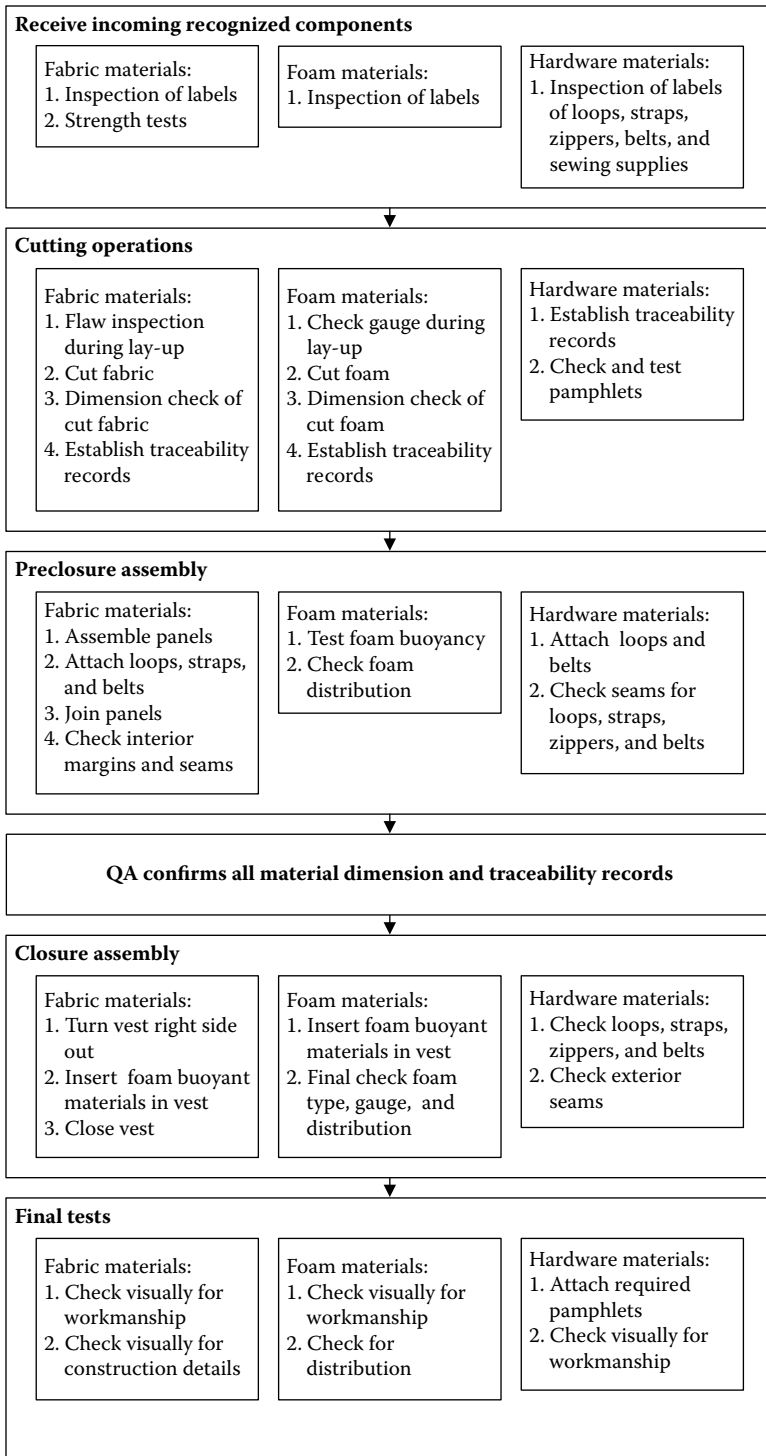 Receive incoming recognized components
Fabric materials:
1. Inspection of labels
2. Strength tests
Foam materials:
1. Inspection of labels
Hardware materials:
1. Inspection of labels
of loops, straps,
zippers, belts, and
sewing supplies
Cutting operations
Fabric materials:
1. Flaw inspection
during lay-up
2. Cut fabric
3. Dimension check of
cut fabric
4. Establish traceability
records
Foam materials:
1. Check gauge during
lay-up
2. Cut foam
3. Dimension check of
cut foam
4. Establish traceability
records
Hardware materials:
1. Establish traceability
records
2. Check and test
pamphlets
Preclosure assembly
Fabric materials:
1. Assemble panels
2. Attach loops, straps,
and belts
3. Join panels
4. Check interior
margins and seams
Foam materials:
1. Test foam buoyancy
2. Check foam
distribution
Hardware materials:
1. Attach loops and
belts
2. Check seams for
loops, straps,
zippers, and belts
QA confirms all material dimension and traceability records
Closure assembly
Fabric materials:
1. Turn vest right side
out
2. Insert foam buoyant
materials in vest
3. Close vest
Foam materials:
1. Insert foam buoyant
materials in vest
2. Final check foam
type, gauge, and
distribution
Hardware materials:
1. Check loops, straps,
zippers, and belts
2. Check exterior
seams
Final tests
Fabric materials:
1. Check visually for
workmanship
2. Check visually for
construction details
Foam materials:
1. Check visually for
workmanship
2. Check for
distribution
Hardware materials:
1. Attach required
pamphlets
2. Check visually for
workmanship